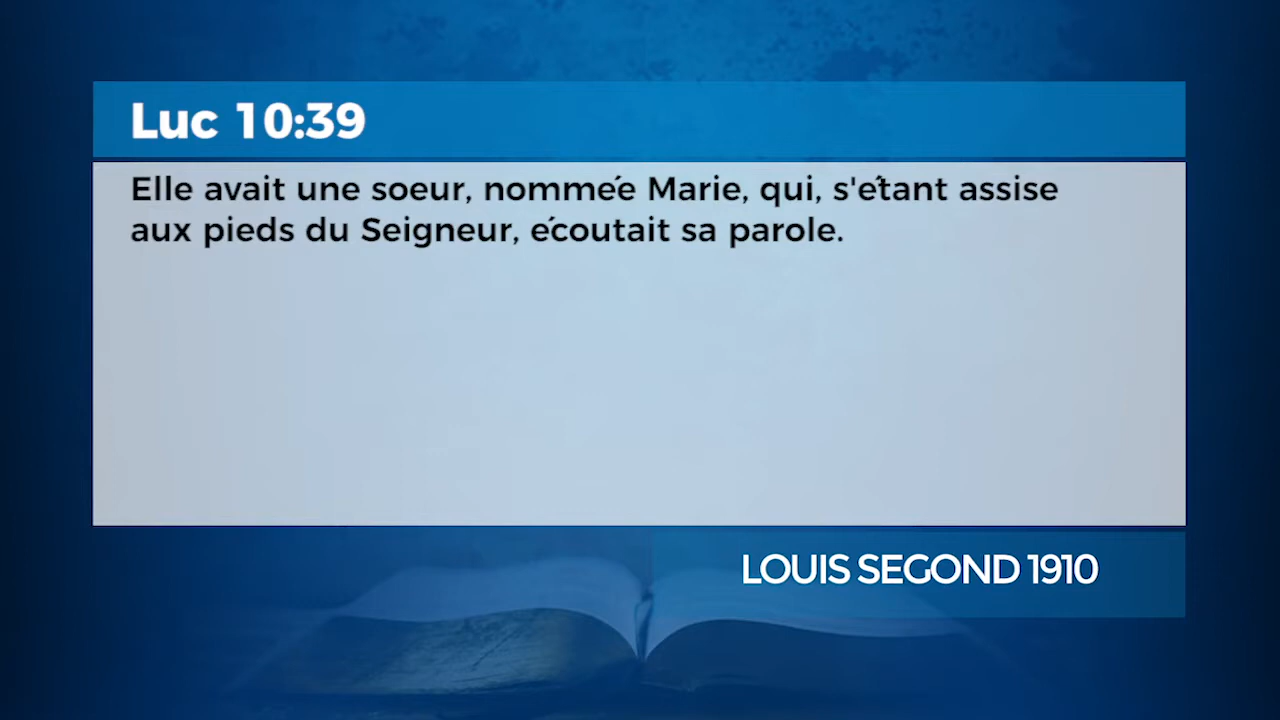 Luc 10:39
Elle avait une soeur, nommée Marie, qui, s'étant assise
aux pieds du Seigneur, écoutait sa parole.
LOUIS SEGOND 1910